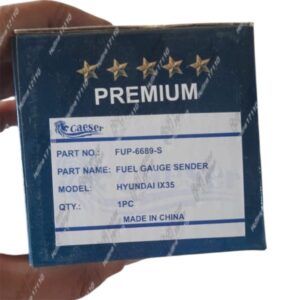 PREMIUM
Caeser
PART NO.: FUP-6689-S
PART NAME: FUEL GAUGE SENDER
MODEL: HYUNDAI IX35
QTY.: 1PC
MADE IN CHINA